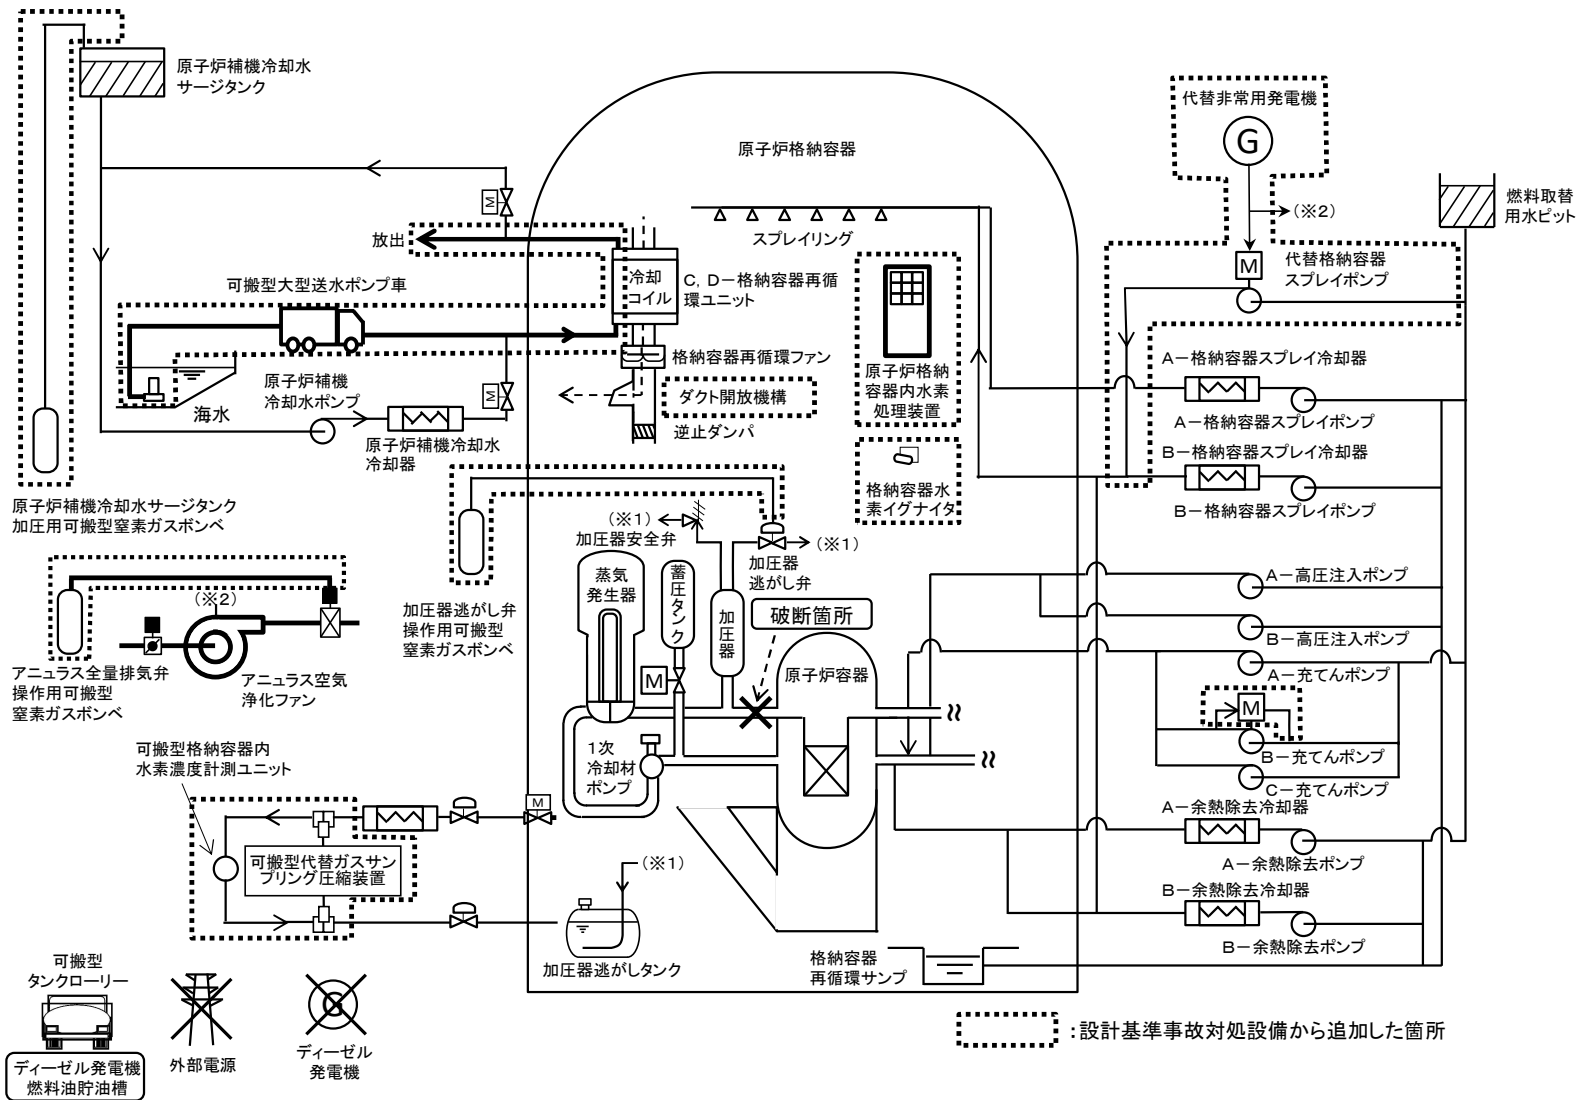 原子炉補機冷却水
サージタンク
原子炉格納容器
代替非常用発電機
G
(※2)
燃料取替
用水ピット
M
放出
スプレイリング
M
代替格納容器
スプレイポンプ
可搬型大型送水ポンプ車
冷却
コイル
C,D-格納容器再循
環ユニット
格納容器再循環ファン
原子炉格納
容器内水素
処理装置
A-格納容器スプレイ冷却器
A-格納容器スプレイポンプ
原子炉補機
冷却水ポンプ
M
ダクト開放機構
海水
逆止ダンパ
原子炉補機冷却水
冷却器
B-格納容器スプレイ冷却器
B-格納容器スプレイポンプ
格納容器水
素イグナイタ
原子炉補機冷却水サージタンク
加圧用可搬型窒素ガスボンベ
(※1)
加圧器安全弁
(※1)
加圧器
逃がし弁
蒸気
発生器
蓄圧タンク
加圧器
破断箇所
A-高圧注入ポンプ
B-高圧注入ポンプ
(※2)
加圧器逃がし弁
操作用可搬型
窒素ガスボンベ
アニュラス全量排気弁
操作用可搬型
窒素ガスボンベ
アニュラス空気
浄化ファン
M
原子炉容器
A-充てんポンプ
M
B-充てんポンプ
C-充てんポンプ
1次
冷却材
ポンプ
可搬型格納容器内
水素濃度計測ユニット
M
可搬型代替ガスサン
プリング圧縮装置
A-余熱除去冷却器
A-余熱除去ポンプ
B-余熱除去冷却器
B-余熱除去ポンプ
(※1)
加圧器逃がしタンク
格納容器
再循環サンプ
可搬型
タンクローリー
ディーゼル発電機
燃料油貯油槽
外部電源
G
ディーゼル
発電機
:設計基準事故対処設備から追加した箇所